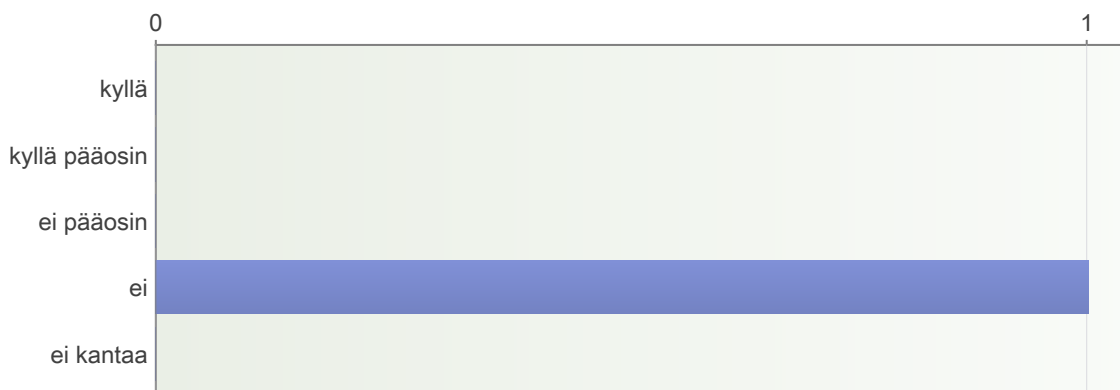 0 1
kyllä
kyllä pääosin
ei pääosin
ei
ei kantaa